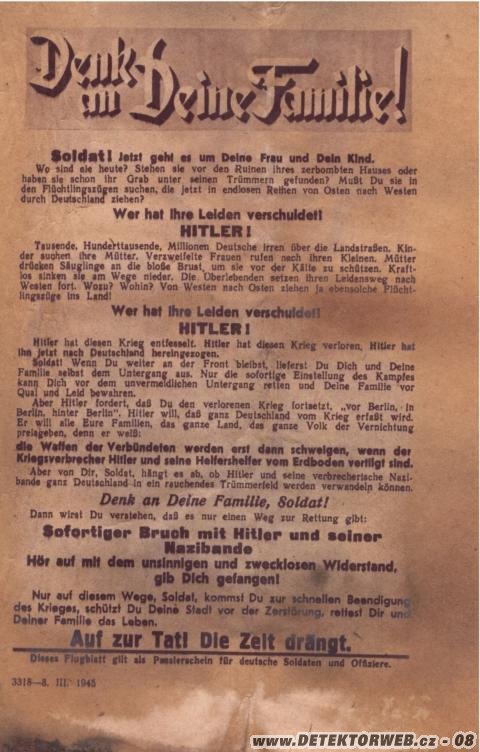 Denk
an Deine Familie!
Soldat! Jetzt geht es um Deine Frau und Dein Kind.
Wo sind sie heute? Stehen sie vor den Ruinen ihres zerbombten Hauses oder
haben sie schon ihr Grab unter seinen Trümmern gefunden? Mußt Du sie in
den Flüchtlingszügen suchen, die jetzt in endlosen Reihen von Osten nach Westen
durch Deutschland ziehen?
Wer hat ihre Leiden verschuldet?
HITLER!
Tausende, Hunderttausende, Millionen Deutsche irren über die Landstraßen. Kin-
der suchen ihre Mütter. Verzweifelte Frauen rufen nach ihren Kleinen. Mütter
drücken Säuglinge an die bloße Brust, um sie vor der Kälte zu schützen. Kraft-
los sinken sie am Wege nieder. Die Überlebenden setzen ihren Leidensweg nach
Westen fort. Wozu? Wohin? Von Westen nach Osten ziehen ja ebensolche Flücht-
lingszüge ins Land!
Wer hat ihre Leiden verschuldet?
HITLER!
Hitler hat diesen Krieg entfesselt. Hitler hat diesen Krieg verloren, Hitler hat
ihn jetzt nach Deutschland hereingezogen.
Soldat! Wenn Du weiter an der Front bleibst, lieferst Du Dich und Deine
Familie selbst dem Untergang aus. Nur die sofortige Einstellung des Kampfes
kann Dich vor dem unvermeidlichen Untergang retten und Deine Familie vor
Qual und Leid bewahren.
Aber Hitler fordert, daß Du den verlorenen Krieg fortsetzt, „vor Berlin, in
Berlin, hinter Berlin". Hitler will, daß ganz Deutschland vom Krieg erfaßt wird.
Er will alle Eure Familien, das ganze Land, das ganze Volk der Vernichtung
preisgeben, denn er weiß:
die Waffen der Verbündeten werden erst dann schweigen, wenn der
Kriegsverbrecher Hitler und seine Helfershelfer vom Erdboden vertilgt sind.
Aber von Dir, Soldat, hängt es ab, ob Hitler und seine verbrecherische Nazi-
bande ganz Deutschland in ein rauchendes Trümmerfeld werden verwandeln können.
Denk an Deine Familie, Soldat!
Dann wirst Du verstehen, daß es nur einen Weg zur Rettung gibt:
Sofortiger Bruch mit Hitler und seiner
Nazibande
Hör auf mit dem unsinnigen und zwecklosen Widerstand,
gib Dich gefangen!
Nur auf diesem Wege, Soldat, kommst Du zur schnellen Beendigung
des Krieges, schützt Du Deine Stadt vor der Zerstörung, rettest Dir und
Deiner Familie das Leben.
Auf zur Tat! Die Zeit drängt.
Dieses Flugblatt gilt als Passierschein für deutsche Soldaten und Offiziere.
3318—8. III. 1945
www.DETEKTORWEB.cz - 08